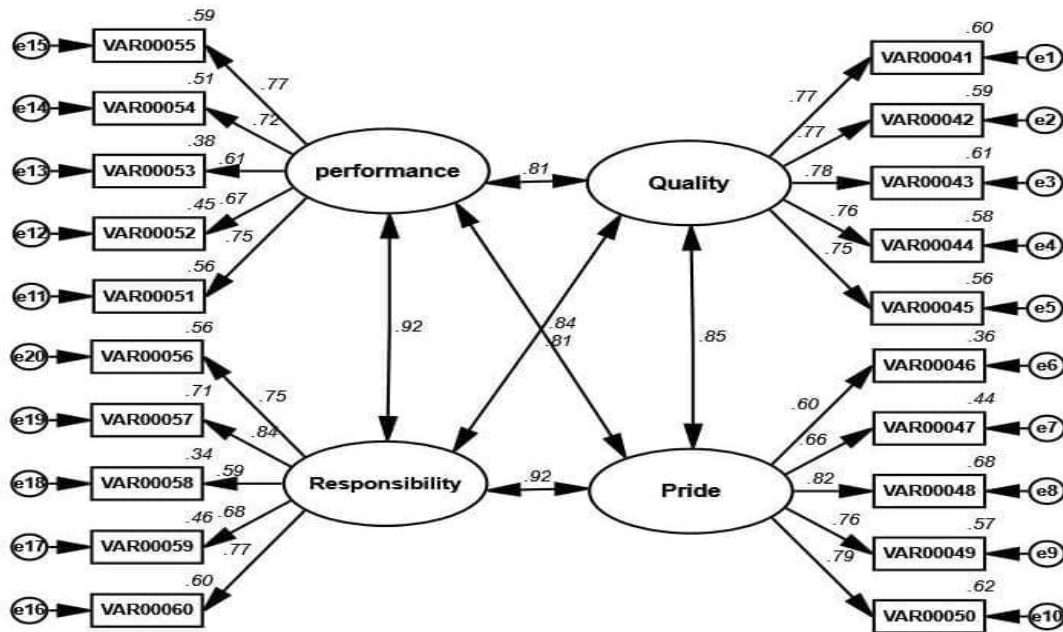 .59
e15 VAR00055
.77
.51
e14 VAR00054
.72
.38
e13 VAR00053
.61
.45
e12 VAR00052
.67
.56
e11 VAR00051
.75
performance
.81
Quality
.60
VAR00041 e1
.77
.59
VAR00042 e2
.77
.61
VAR00043 e3
.78
.58
VAR00044 e4
.76
.56
VAR00045 e5
.75
.92
.84
.81
.85
.56
e20 VAR00056
.75
.71
e19 VAR00057
.84
.34
e18 VAR00058
.59
.46
e17 VAR00059
.68
.60
e16 VAR00060
.77
Responsibility
.92
Pride
.36
VAR00046 e6
.60
.44
VAR00047 e7
.66
.68
VAR00048 e8
.82
.57
VAR00049 e9
.76
.62
VAR00050 e10
.79